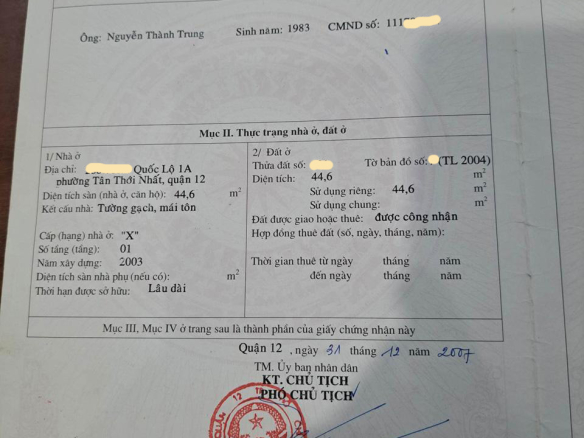 Ông: Nguyễn Thành Trung Sinh năm: 1983 CMND số: 111
Mục II. Thực trạng nhà ở, đất ở
1/ Nhà ở
Địa chỉ: Quốc Lộ 1A
phường Tân Thới Nhất, quận 12
Diện tích sàn (nhà ở, căn hộ): 44,6 m²
Kết cấu nhà: Tường gạch, mái tôn
Cấp (hạng) nhà ở: "X"
Số tầng (tầng): 01
Năm xây dựng: 2003
Diện tích sàn nhà phụ (nếu có): m²
Thời hạn được sở hữu: Lâu dài
2/ Đất ở
Thửa đất số: Tờ bản đồ số: (TL 2004)
Diện tích: 44,6 m²
Sử dụng riêng: 44,6 m²
Sử dụng chung: m²
Đất được giao hoặc thuê: được công nhận
Hợp đồng thuê đất (số, ngày, tháng, năm):
Thời gian thuê từ ngày tháng năm
đến ngày tháng năm
Mục III, Mục IV ở trang sau là thành phần của giấy chứng nhận này
Quận 12, ngày 31 tháng 12 năm 2007
TM. Ủy ban nhân dân
KT. CHỦ TỊCH
PHÓ CHỦ TỊCH